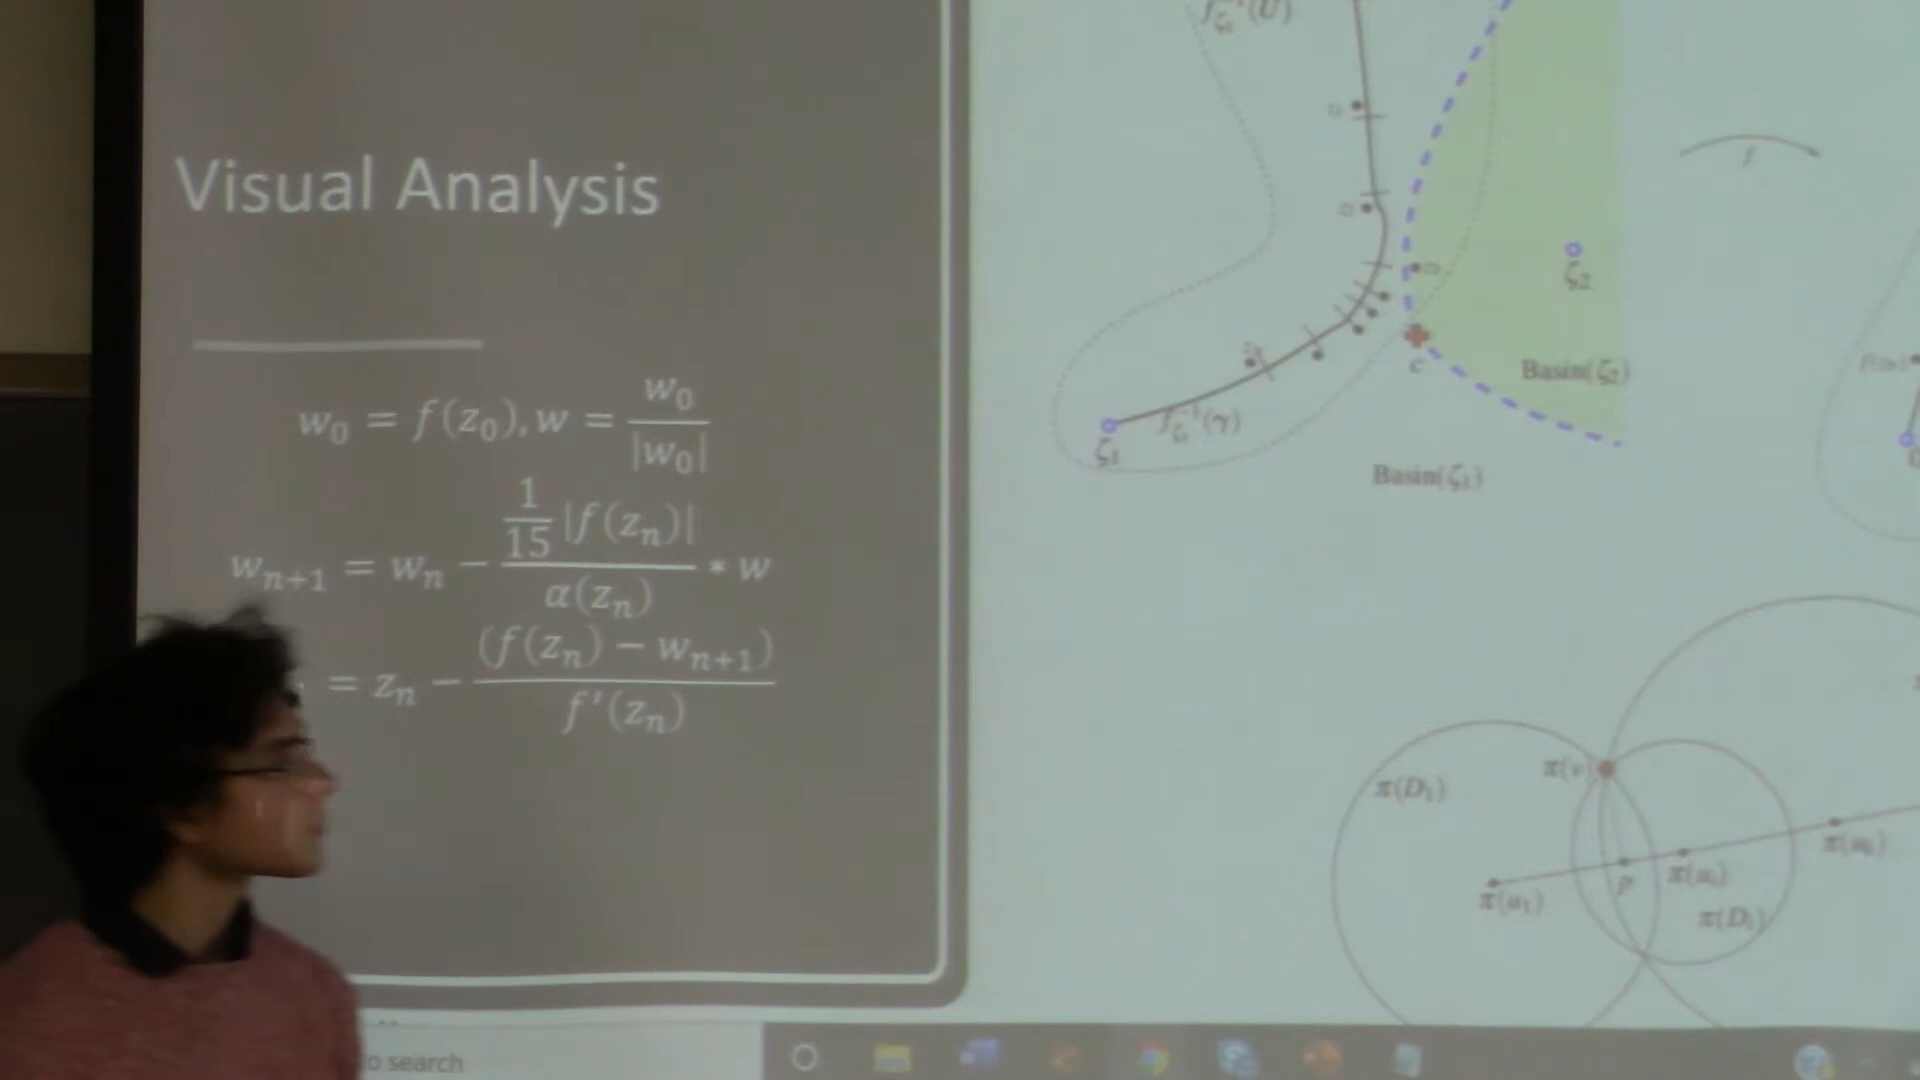 Visual Analysis
w₀ = f(z₀), w = w₀ / |w₀|
wₙ₊₁ = wₙ − (1/15 |f(zₙ)|) / α(zₙ) * w
= zₙ − (f(zₙ) − wₙ₊₁) / f'(zₙ)
ζ₂
c
Basin(ζ₂)
ζ₁
Basin(ζ₁)
f
π(v)
π(D₁)
p
π(u₁)
o search